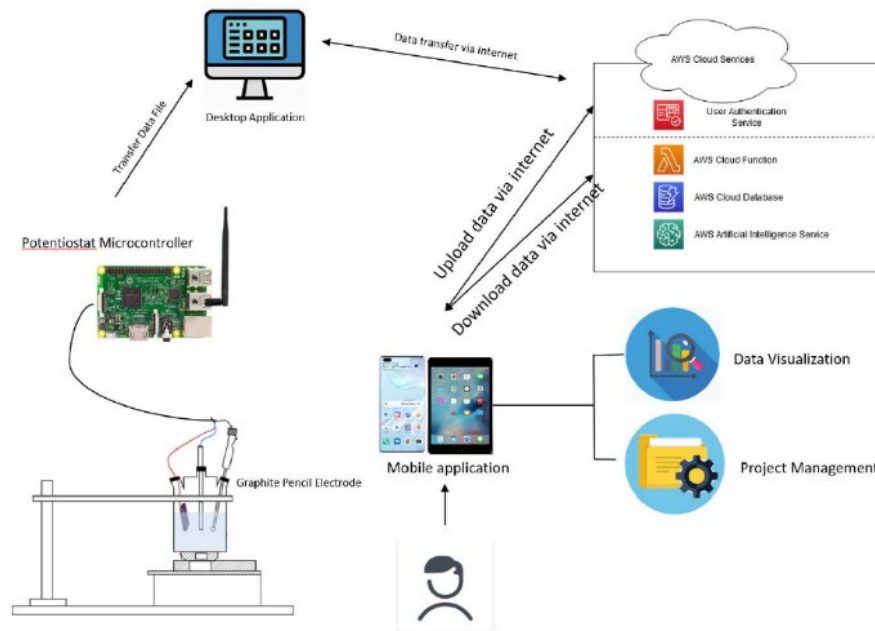 Data transfer via internet
AWS Cloud Services
User Authentication
Service
Desktop Application
Transfer Data File
AWS Cloud Function
AWS Cloud Database
AWS Artificial Intelligence Service
Upload data via internet
Download data via internet
Potentiostat Microcontroller
Data Visualization
Mobile application
Project Management
Graphite Pencil Electrode